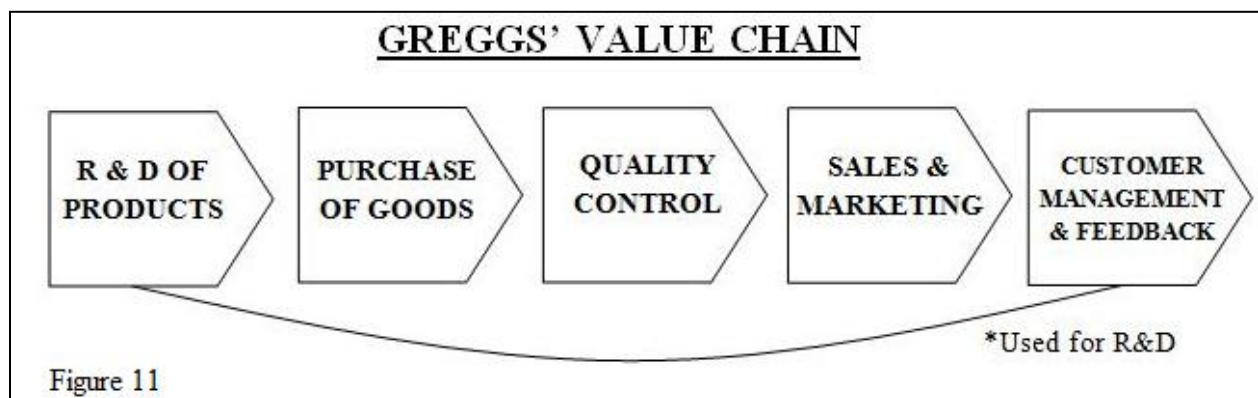 GREGGS’ VALUE CHAIN
R & D OF
PRODUCTS
PURCHASE
OF GOODS
QUALITY
CONTROL
SALES &
MARKETING
CUSTOMER
MANAGEMENT
& FEEDBACK
*Used for R&D
Figure 11